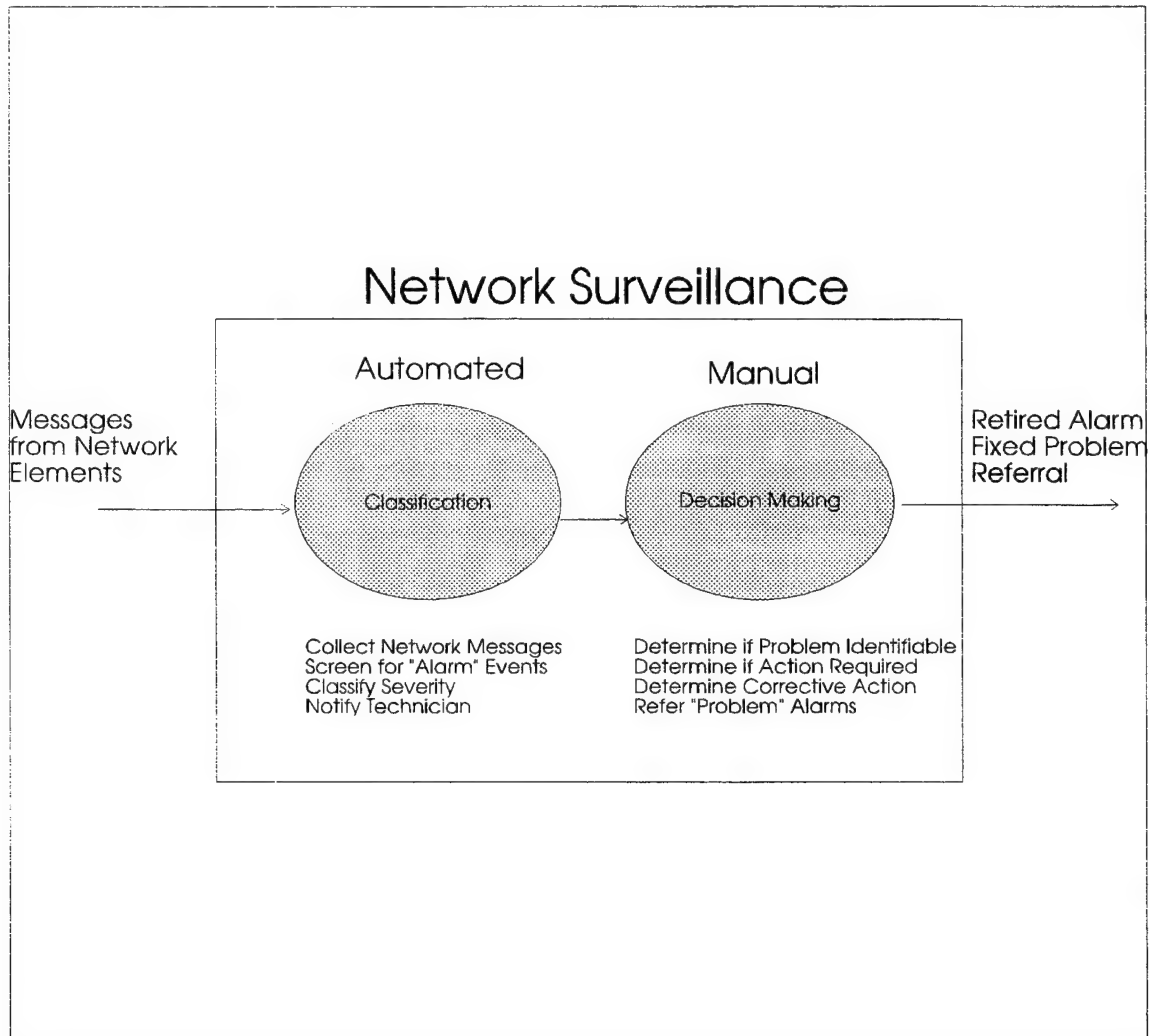 Network Surveillance
Messages
from Network
Elements
Automated
Classification
Collect Network Messages
Screen for "Alarm" Events
Classify Severity
Notify Technician
Manual
Decision Making
Determine if Problem Identifiable
Determine if Action Required
Determine Corrective Action
Refer "Problem" Alarms
Retired Alarm
Fixed Problem
Referral